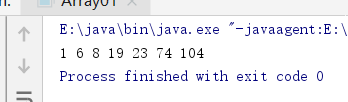 Array01
E:\java\bin\java.exe "-javaagent:E:\
1 6 8 19 23 74 104
Process finished with exit code 0